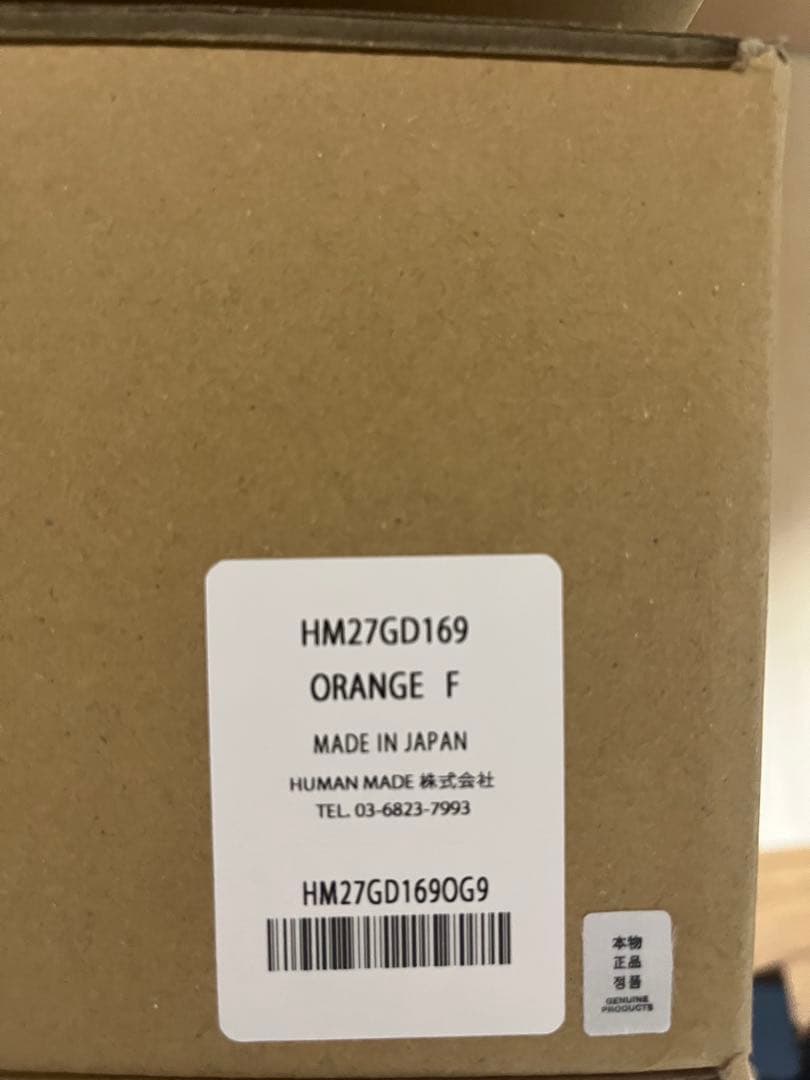 HM27GD169
ORANGE F
MADE IN JAPAN
HUMAN MADE 株式会社
TEL. 03-6823-7993
HM27GD169OG9
本物
正品
정품
GENUINE
PRODUCTS